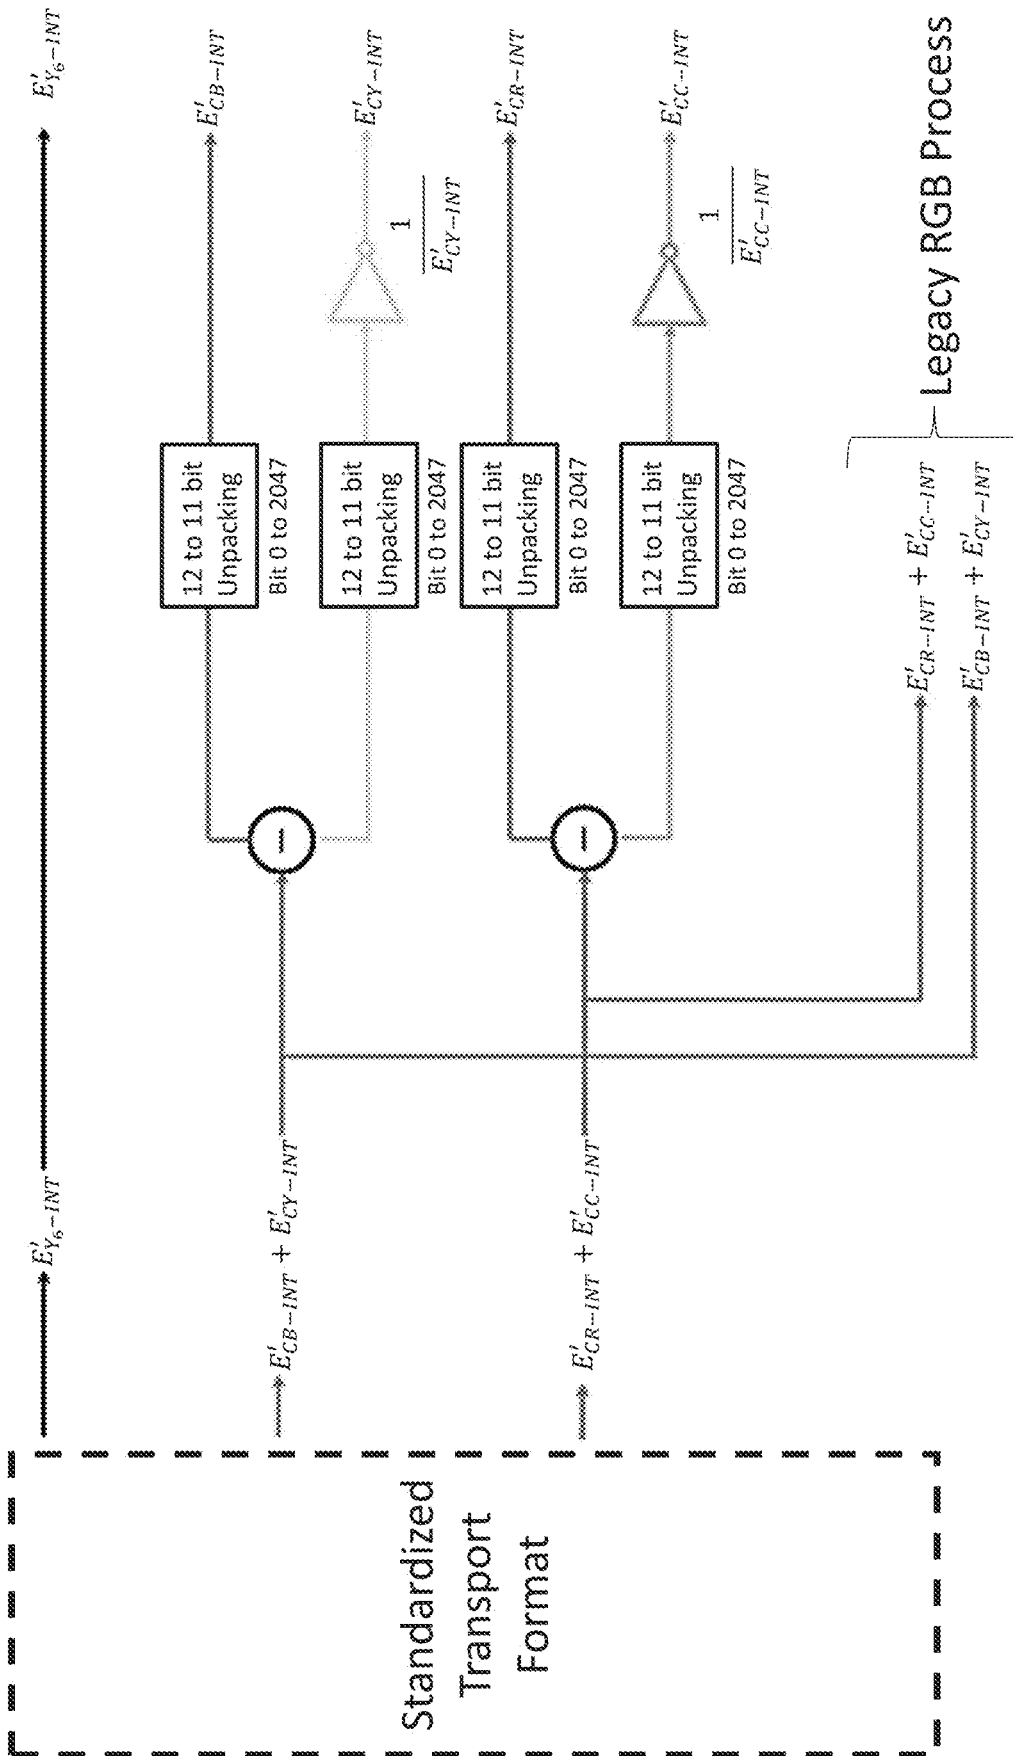 Standardized
Transport
Format
E'_{Y_6-INT}
E'_{Y_6-INT}
E'_{CB-INT} + E'_{CY-INT}
12 to 11 bit
Unpacking
Bit 0 to 2047
E'_{CB-INT}
12 to 11 bit
Unpacking
Bit 0 to 2047
1
E'_{CY-INT}
E'_{CY-INT}
E'_{CR-INT} + E'_{CC-INT}
12 to 11 bit
Unpacking
Bit 0 to 2047
E'_{CR-INT}
12 to 11 bit
Unpacking
Bit 0 to 2047
1
E'_{CC-INT}
E'_{CC-INT}
E'_{CR-INT} + E'_{CC-INT}
E'_{CB-INT} + E'_{CY-INT}
Legacy RGB Process